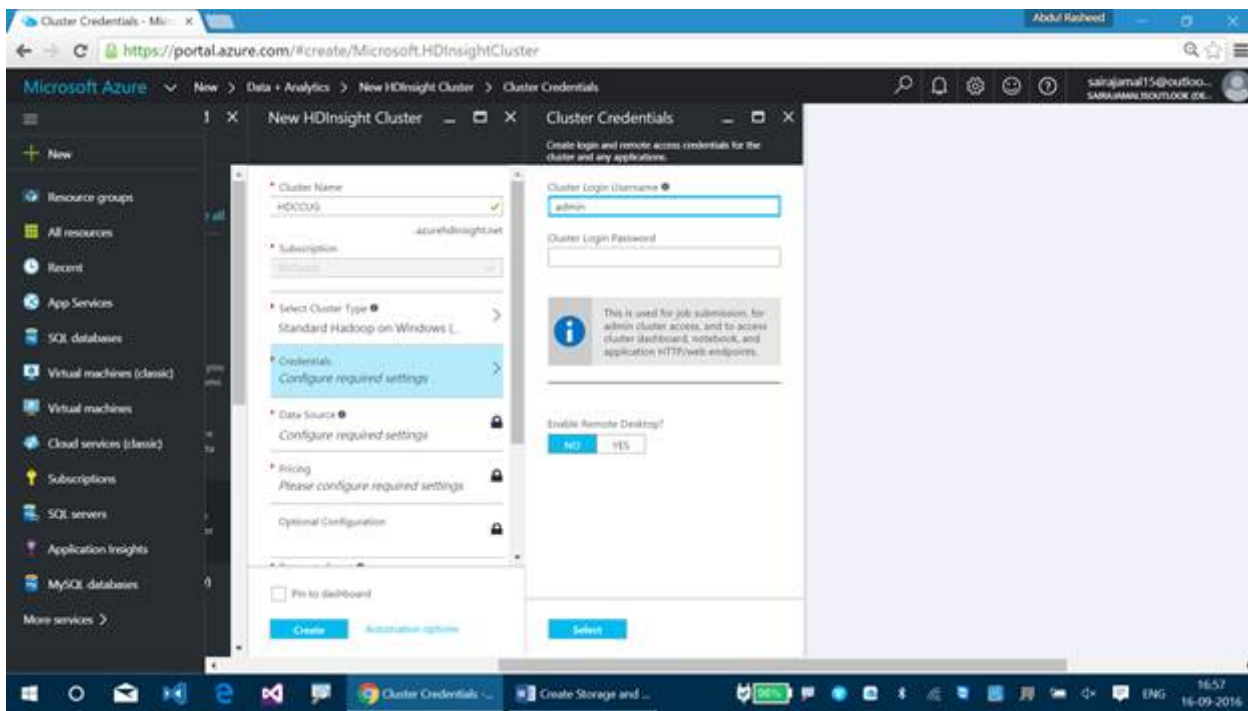 Cluster Credentials - Mic
Abdul Rasheed
https://portal.azure.com/#create/Microsoft.HDInsightCluster
Microsoft Azure New > Data + Analytics > New HDInsight Cluster > Cluster Credentials
sairajamal15@outloo...
New
Resource groups
All resources
Recent
App Services
SQL databases
Virtual machines (classic)
Virtual machines
Cloud services (classic)
Subscriptions
SQL servers
Application Insights
MySQL databases
More services >
New HDInsight Cluster
* Cluster Name
HDCCUG
.azurehdinsight.net
* Subscription
* Select Cluster Type
Standard Hadoop on Windows (...
* Credentials
Configure required settings
* Data Source
Configure required settings
* Pricing
Please configure required settings
Optional Configuration
Pin to dashboard
Create Automation options
Cluster Credentials
Create login and remote access credentials for the
cluster and any applications.
Cluster Login Username
admin
Cluster Login Password
This is used for job submission, for
admin cluster access, and to access
cluster dashboard, notebook, and
application HTTP/web endpoints.
Enable Remote Desktop?
NO YES
Select
Cluster Credentials -...
Create Storage and ...
ENG
16:57
16-09-2016